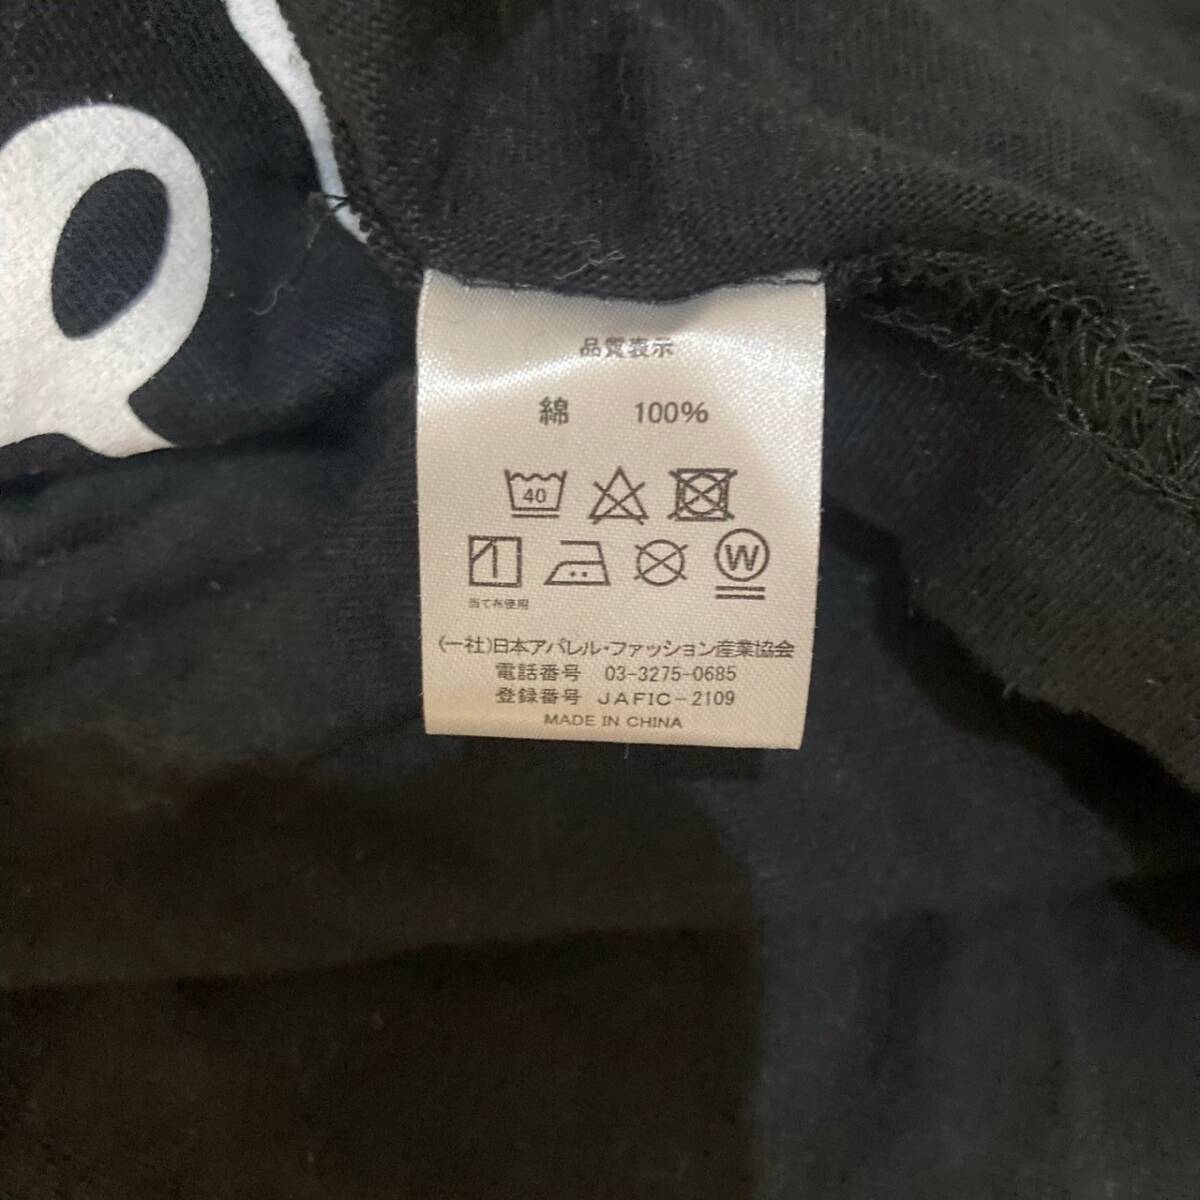 品質表示
綿 100%
40
W
当て布使用
(一社)日本アパレル・ファッション産業協会
電話番号 03-3275-0685
登録番号 JAFIC-2109
MADE IN CHINA